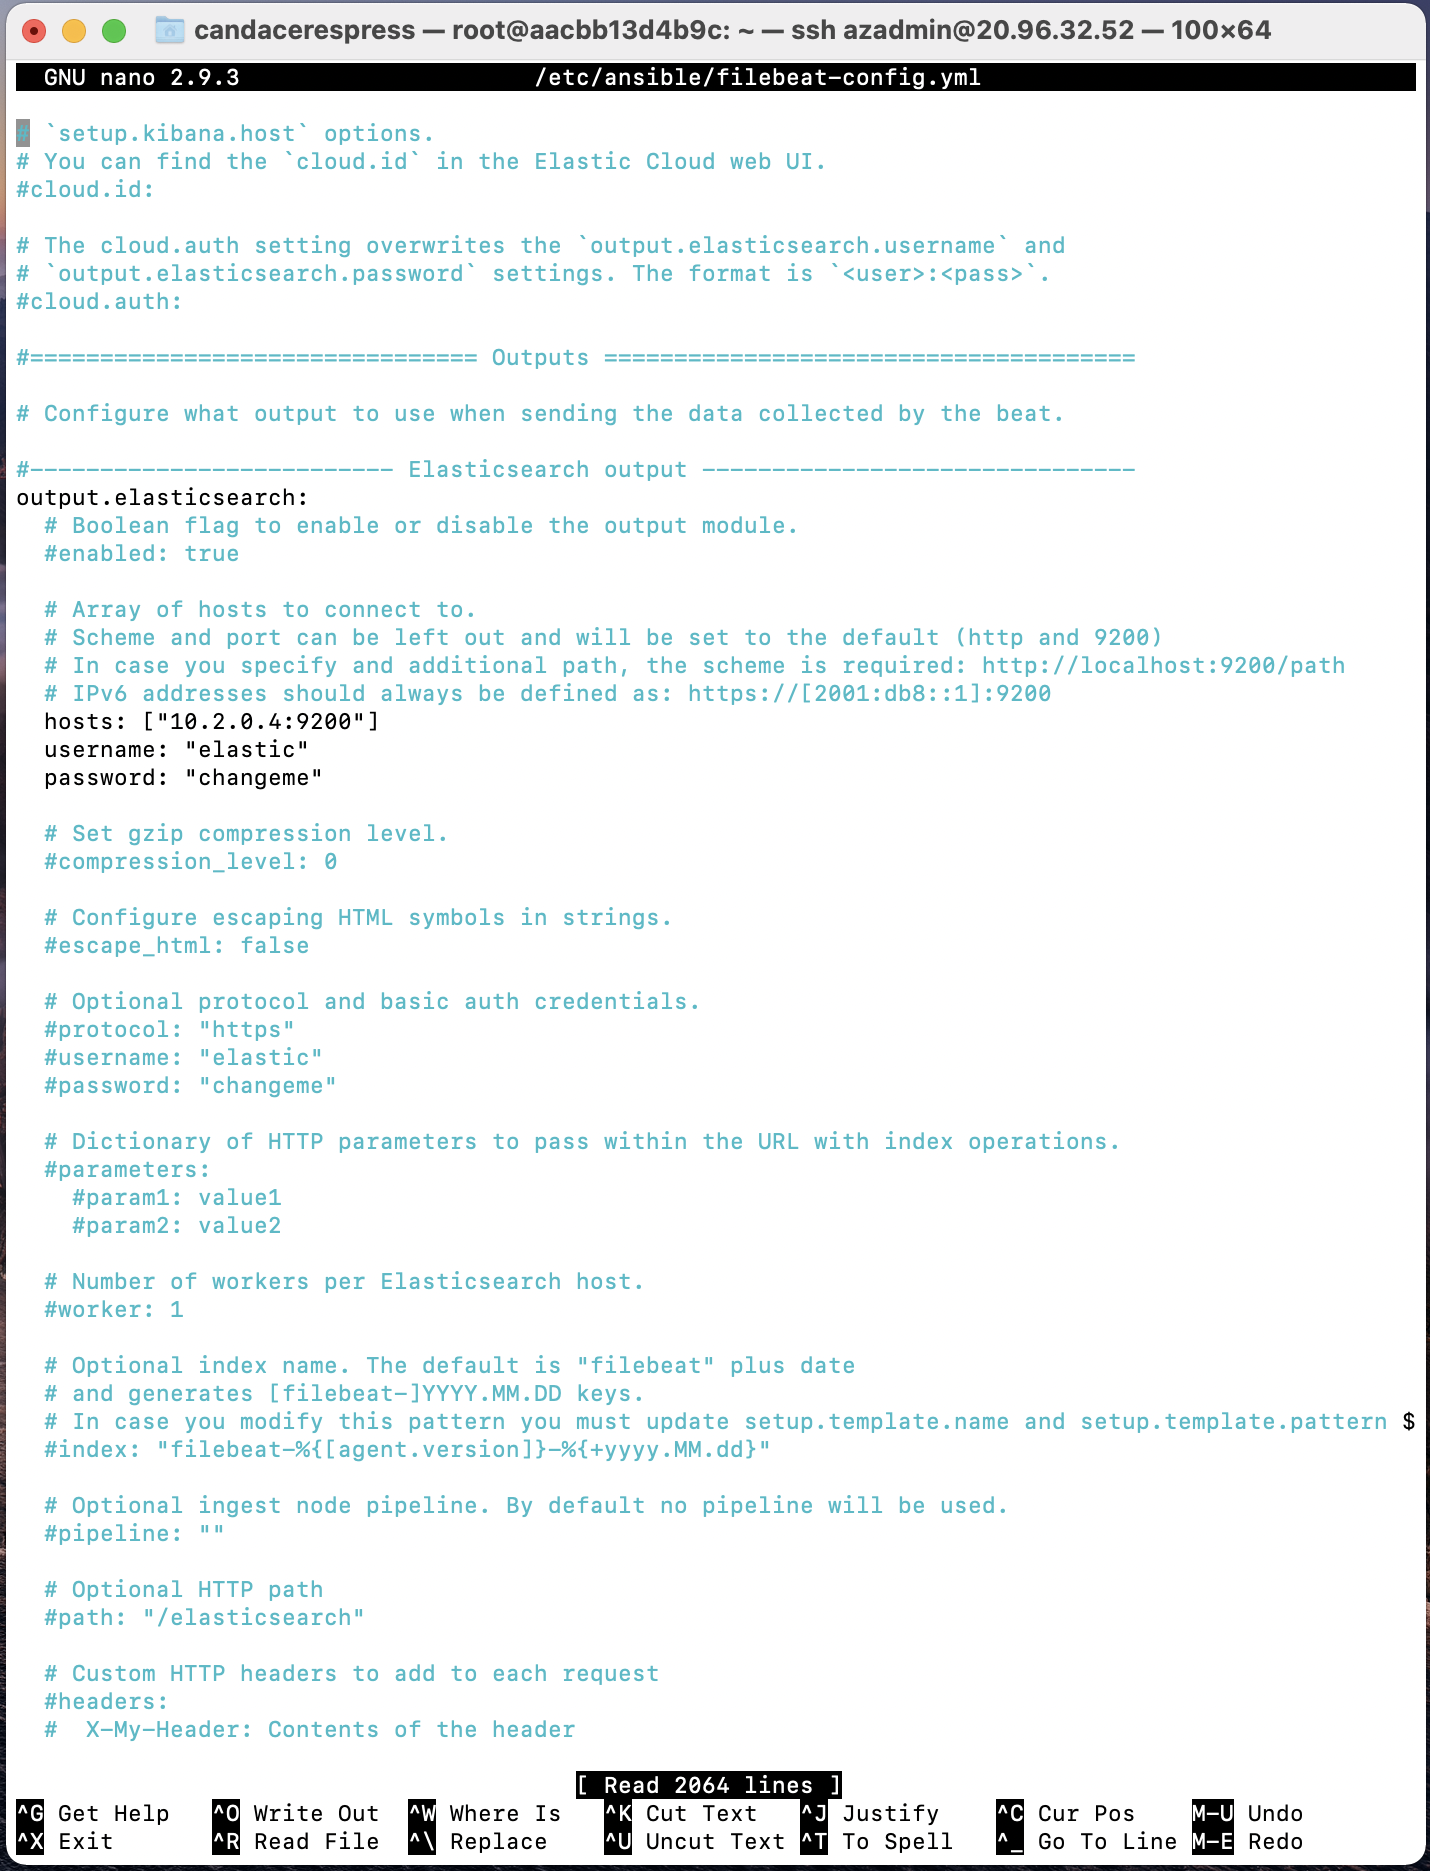 candacerespress — root@aacbb13d4b9c: ~ — ssh azadmin@20.96.32.52 — 100×64
GNU nano 2.9.3 /etc/ansible/filebeat-config.yml
# `setup.kibana.host` options.
# You can find the `cloud.id` in the Elastic Cloud web UI.
#cloud.id:

# The cloud.auth setting overwrites the `output.elasticsearch.username` and
# `output.elasticsearch.password` settings. The format is `<user>:<pass>`.
#cloud.auth:

#================================ Outputs ======================================

# Configure what output to use when sending the data collected by the beat.

#-------------------------- Elasticsearch output -------------------------------
output.elasticsearch:
  # Boolean flag to enable or disable the output module.
  #enabled: true

  # Array of hosts to connect to.
  # Scheme and port can be left out and will be set to the default (http and 9200)
  # In case you specify and additional path, the scheme is required: http://localhost:9200/path
  # IPv6 addresses should always be defined as: https://[2001:db8::1]:9200
  hosts: ["10.2.0.4:9200"]
  username: "elastic"
  password: "changeme"

  # Set gzip compression level.
  #compression_level: 0

  # Configure escaping HTML symbols in strings.
  #escape_html: false

  # Optional protocol and basic auth credentials.
  #protocol: "https"
  #username: "elastic"
  #password: "changeme"

  # Dictionary of HTTP parameters to pass within the URL with index operations.
  #parameters:
    #param1: value1
    #param2: value2

  # Number of workers per Elasticsearch host.
  #worker: 1

  # Optional index name. The default is "filebeat" plus date
  # and generates [filebeat-]YYYY.MM.DD keys.
  # In case you modify this pattern you must update setup.template.name and setup.template.pattern $
  #index: "filebeat-%{[agent.version]}-%{+yyyy.MM.dd}"

  # Optional ingest node pipeline. By default no pipeline will be used.
  #pipeline: ""

  # Optional HTTP path
  #path: "/elasticsearch"

  # Custom HTTP headers to add to each request
  #headers:
  #  X-My-Header: Contents of the header

[ Read 2064 lines ]
^G Get Help ^O Write Out ^W Where Is ^K Cut Text ^J Justify ^C Cur Pos M-U Undo
^X Exit ^R Read File ^\ Replace ^U Uncut Text ^T To Spell ^_ Go To Line M-E Redo